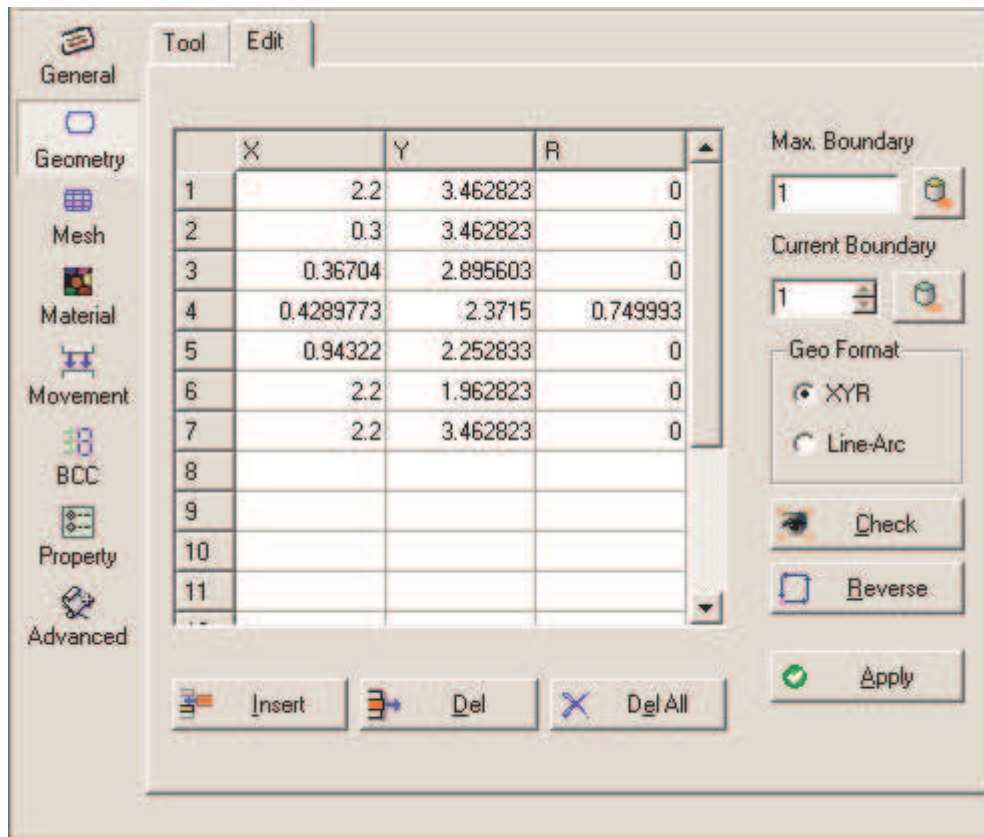 General
Geometry
Mesh
Material
Movement
BCC
Property
Advanced
Tool Edit
X Y R
1 2.2 3.462823 0
2 0.3 3.462823 0
3 0.36704 2.895603 0
4 0.4289773 2.3715 0.749993
5 0.94322 2.252833 0
6 2.2 1.962823 0
7 2.2 3.462823 0
8
9
10
11
Insert Del Del All
Max. Boundary
1
Current Boundary
1
Geo Format
XYR
Line-Arc
Check
Reverse
Apply